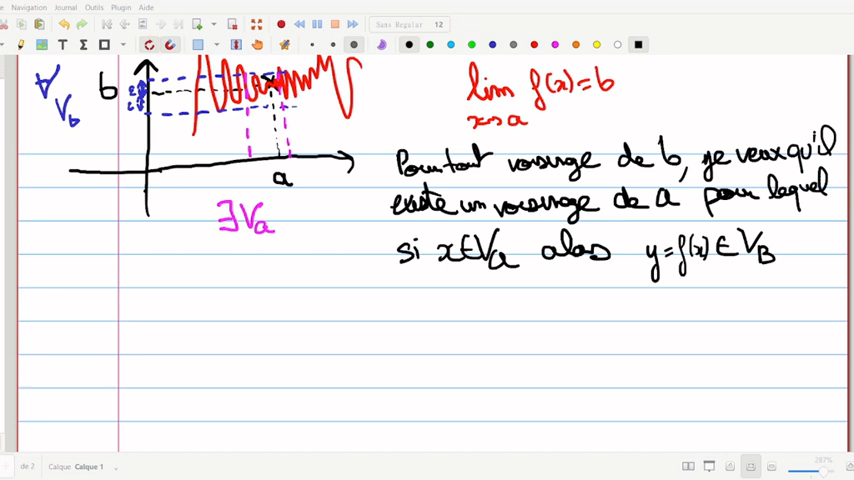 Navigation Journal Outils Plugin Aide
Sans Regular 12
∀
V_b
b
ε
ε
a
∃V_a
lim f(x)=b
x→a
Pour tout voisinage de b, je veux qu'il
existe un voisinage de a pour lequel
si x∈V_a alors y=f(x)∈V_B
de 2 Calque Calque 1
287%